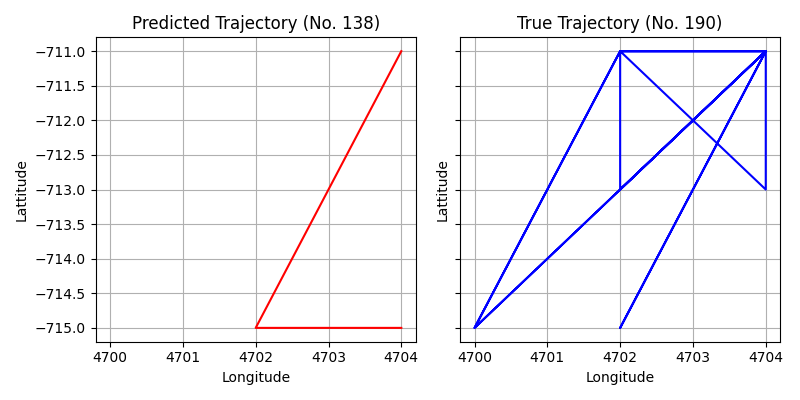 Predicted Trajectory (No. 138)
True Trajectory (No. 190)
Lattitude
−711.0
−711.5
−712.0
−712.5
−713.0
−713.5
−714.0
−714.5
−715.0
4700 4701 4702 4703 4704
Longitude
Lattitude
4700 4701 4702 4703 4704
Longitude